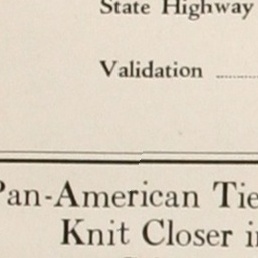 State Highway
Validation
Pan-American Tie
Knit Closer i